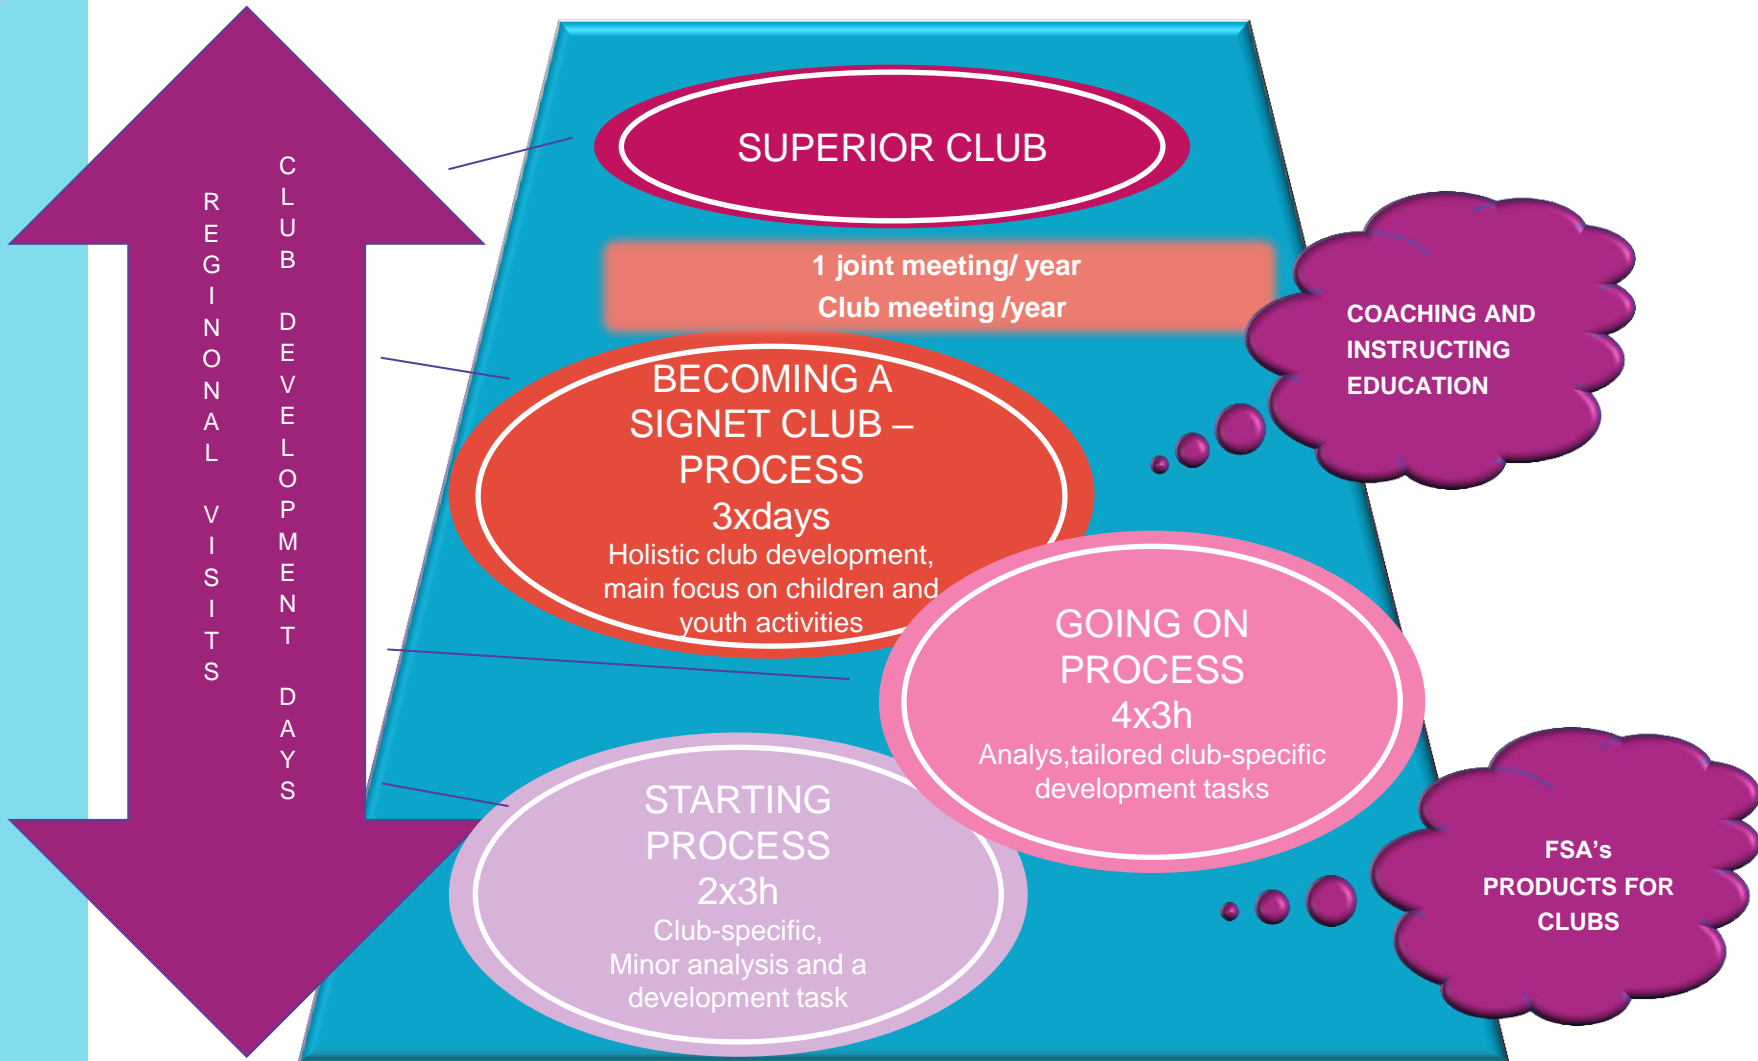 REGINONAL VISITS
CLUB DEVELOPMENT DAYS
SUPERIOR CLUB
1 joint meeting/ year
Club meeting /year
BECOMING A
SIGNET CLUB –
PROCESS
3xdays
Holistic club development,
main focus on children and
youth activities
COACHING AND
INSTRUCTING
EDUCATION
GOING ON
PROCESS
4x3h
Analys,tailored club-specific
development tasks
STARTING
PROCESS
2x3h
Club-specific,
Minor analysis and a
development task
FSA's
PRODUCTS FOR
CLUBS